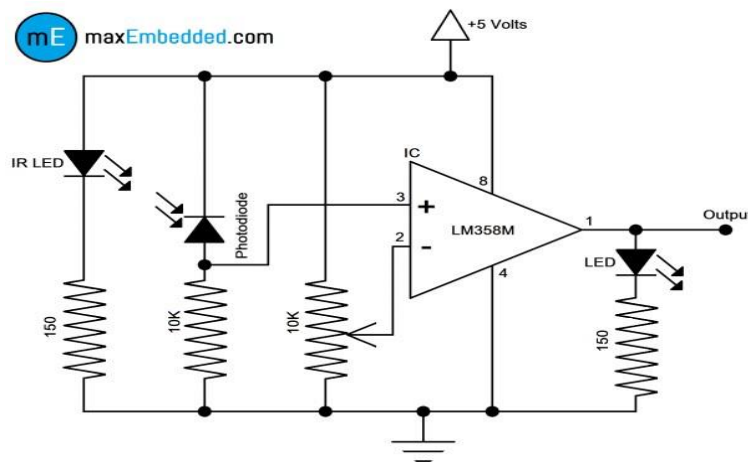 mE maxEmbedded.com
+5 Volts
IR LED
Photodiode
150
10K
10K
IC
3
+
2
-
8
LM358M
4
1
Outpu
LED
150